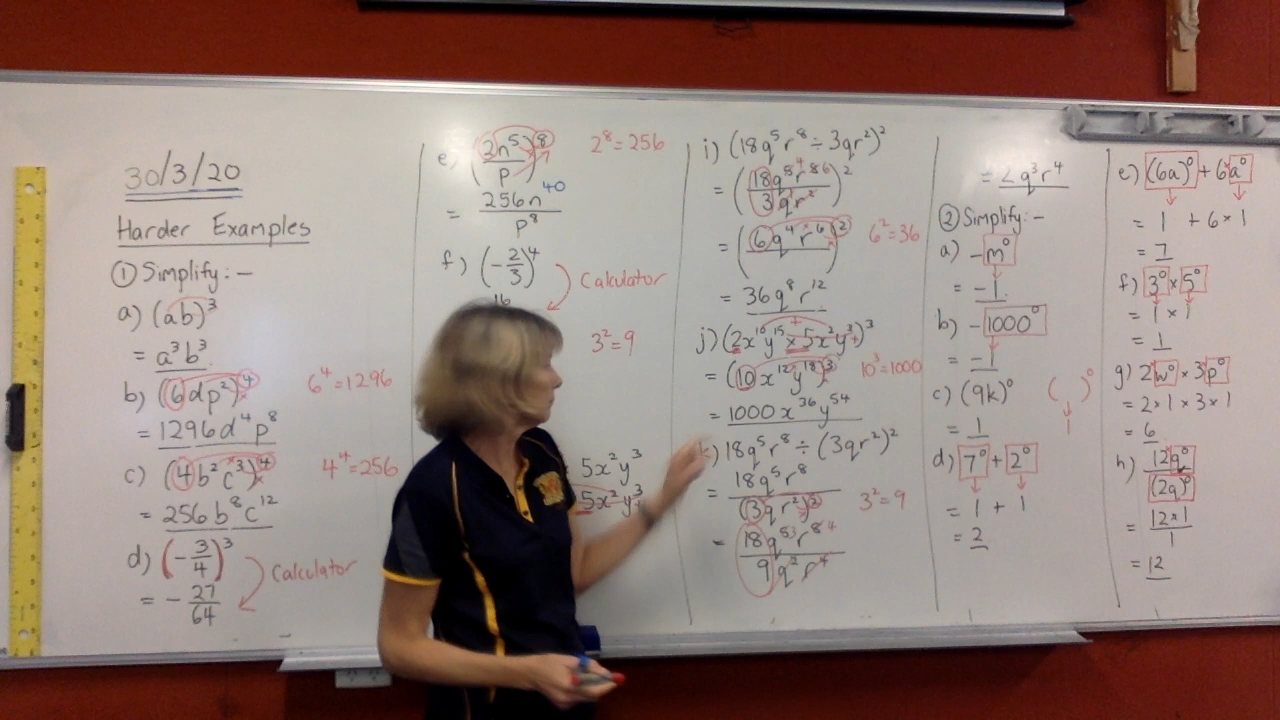 30/3/20
Harder Examples
① Simplify:-
a) (ab)³
= a³b³
b) (6dp²)⁴
6⁴=1296
= 1296d⁴p⁸
c) (4b²c³)⁴
4⁴=256
= 256b⁸c¹²
d) (-3/4)³
Calculator
= -27/64
e) (2n⁵/p)⁸
2⁸=256
= 256n⁴⁰/p⁸
f) (-2/3)⁴
Calculator
16
3²=9
5x²y³
5x²y³
i) (18q⁵r⁸ ÷ 3qr²)²
= (18q⁵r⁸/3qr²)²
= (6q⁴r⁶)²
6²=36
= 36q⁸r¹²
j) (2x¹⁰y¹⁵ × 5x²y³)³
= (10x¹²y¹⁸)³
10³=1000
= 1000x³⁶y⁵⁴
k) 18q⁵r⁸ ÷ (3qr²)²
= 18q⁵r⁸/(3qr²)²
3²=9
= 18q⁵r⁸/9q²r⁴
= 2q³r⁴
② Simplify:-
a) -m⁰
= -1
b) -1000⁰
= -1
c) (9k)⁰
( )⁰
1
= 1
d) 7⁰+2⁰
= 1 + 1
= 2
e) (6a)⁰ + 6a⁰
= 1 + 6×1
= 7
f) 3⁰×5⁰
= 1×1
= 1
g) 2w⁰×3p⁰
= 2×1×3×1
= 6
h) 12q⁰/(2q)⁰
= 12×1/1
= 12